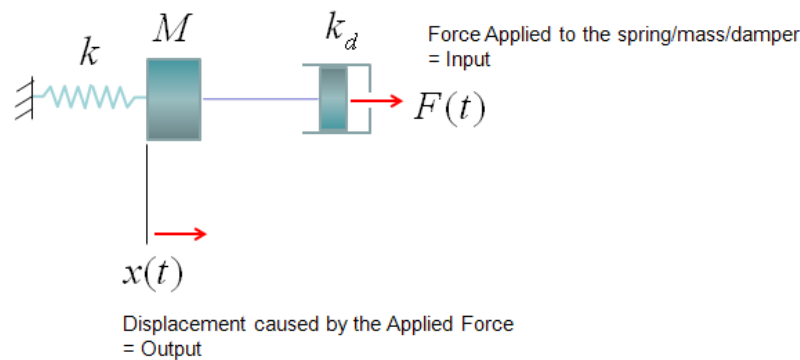 k
M
k_d
Force Applied to the spring/mass/damper
= Input
F(t)
x(t)
Displacement caused by the Applied Force
= Output